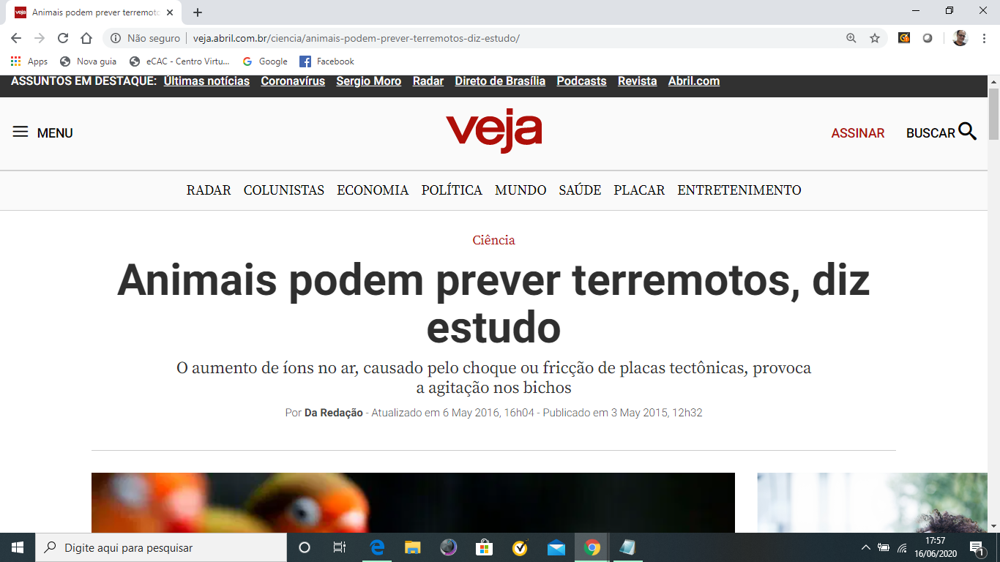 Animais podem prever terremoto
Não seguro
veja.abril.com.br/ciencia/animais-podem-prever-terremotos-diz-estudo/
Apps Nova guia eCAC - Centro Virtu... Google Facebook
ASSUNTOS EM DESTAQUE: Últimas notícias Coronavírus Sergio Moro Radar Direto de Brasília Podcasts Revista Abril.com
MENU veja ASSINAR BUSCAR
RADAR COLUNISTAS ECONOMIA POLÍTICA MUNDO SAÚDE PLACAR ENTRETENIMENTO
Ciência
Animais podem prever terremotos, diz
estudo
O aumento de íons no ar, causado pelo choque ou fricção de placas tectônicas, provoca
a agitação nos bichos
Por Da Redação - Atualizado em 6 May 2016, 16h04 - Publicado em 3 May 2015, 12h32
Digite aqui para pesquisar
17:57
16/06/2020
1